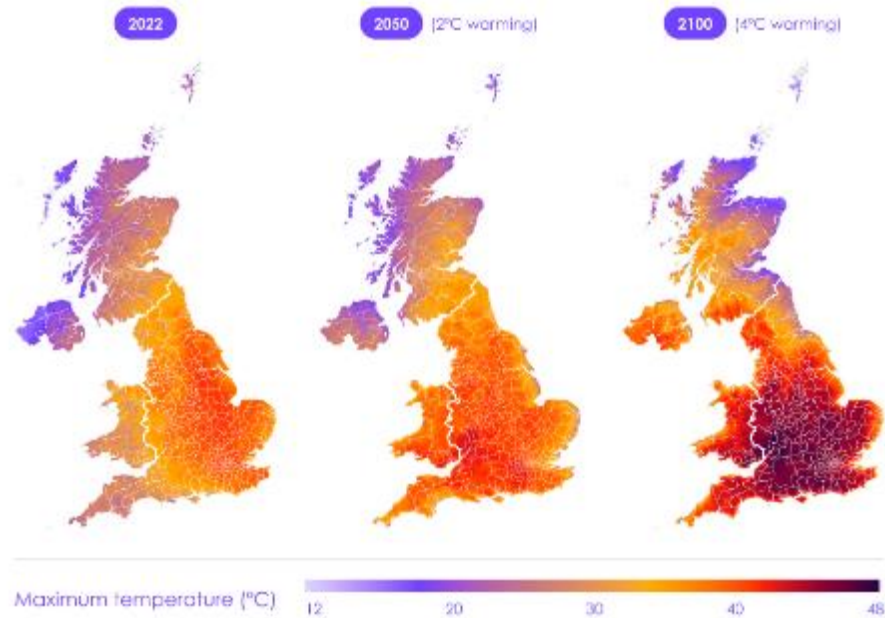 2022
2050 (2°C warming)
2100 (4°C warming)
Maximum temperature (°C)
12 20 30 40 48